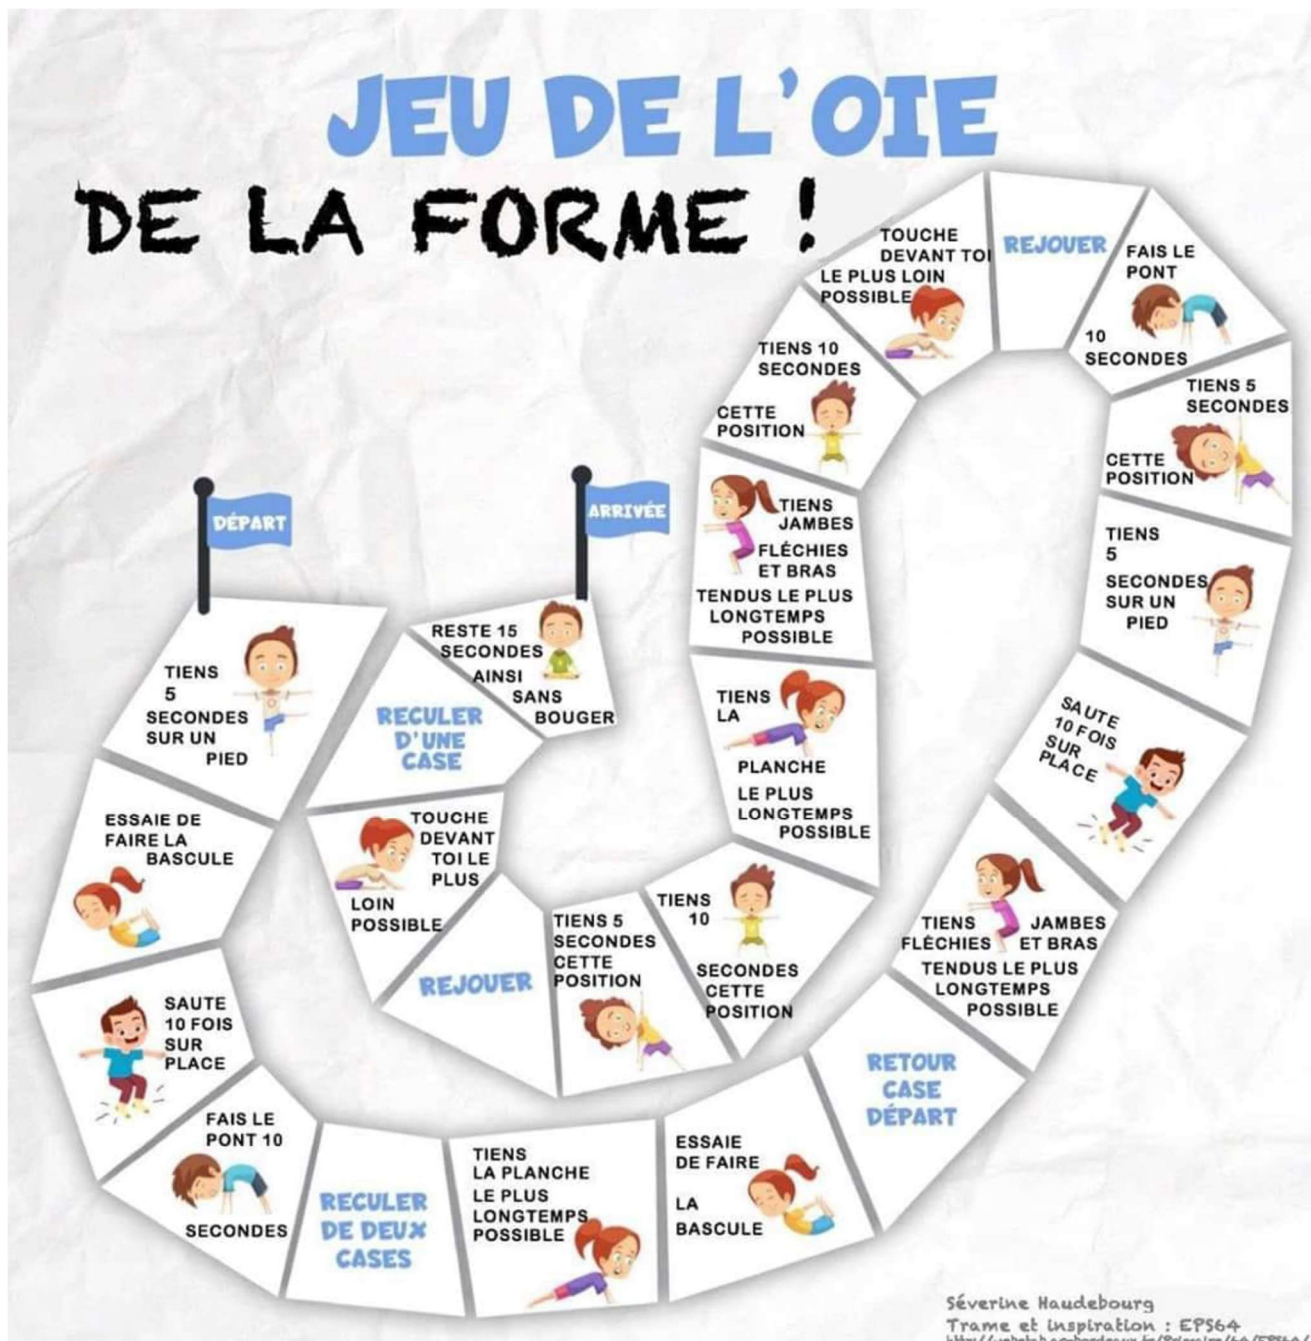 JEU DE L'OIE
DE LA FORME !
DÉPART
TIENS
5
SECONDES
SUR UN
PIED
ESSAIE DE
FAIRE LA
BASCULE
SAUTE
10 FOIS
SUR
PLACE
FAIS LE
PONT 10
SECONDES
RECULER
DE DEUX
CASES
TIENS
LA PLANCHE
LE PLUS
LONGTEMPS
POSSIBLE
ESSAIE
DE FAIRE
LA
BASCULE
RETOUR
CASE
DÉPART
TIENS JAMBES
FLÉCHIES ET BRAS
TENDUS LE PLUS
LONGTEMPS
POSSIBLE
SAUTE
10 FOIS
SUR
PLACE
TIENS
5
SECONDES
SUR UN
PIED
TIENS 5
SECONDES
CETTE
POSITION
FAIS LE
PONT
10
SECONDES
REJOUER
TOUCHE
DEVANT TOI
LE PLUS LOIN
POSSIBLE
TIENS 10
SECONDES
CETTE
POSITION
TIENS
JAMBES
FLÉCHIES
ET BRAS
TENDUS LE PLUS
LONGTEMPS
POSSIBLE
TIENS
LA
PLANCHE
LE PLUS
LONGTEMPS
POSSIBLE
TIENS
10
SECONDES
CETTE
POSITION
TIENS 5
SECONDES
CETTE
POSITION
REJOUER
TOUCHE
DEVANT
TOI LE
PLUS
LOIN
POSSIBLE
RECULER
D'UNE
CASE
RESTE 15
SECONDES
AINSI
SANS
BOUGER
ARRIVÉE
Séverine Haudebourg
Trame et inspiration : EPS64